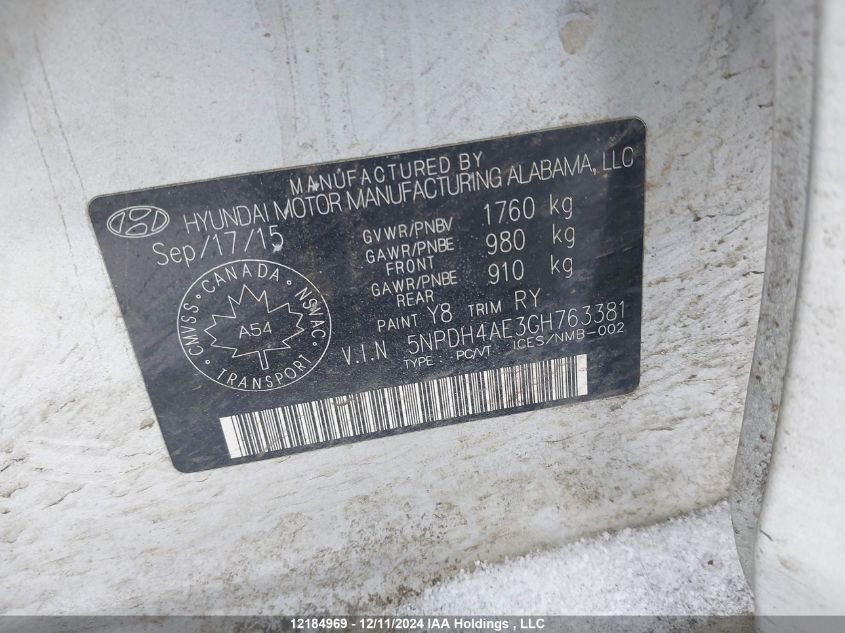 MANUFACTURED BY
HYUNDAI MOTOR MANUFACTURING ALABAMA, LLC
Sep/17/15
GVWR/PNBV 1760 kg
GAWR/PNBE FRONT 980 kg
GAWR/PNBE REAR 910 kg
PAINT Y8 TRIM RY
V.I.N 5NPDH4AE3GH763381
TYPE : PC/VT ICES/NMB-002
CMVSS · CANADA · NSVAC · TRANSPORT
A54
12184969 - 12/11/2024 IAA Holdings , LLC